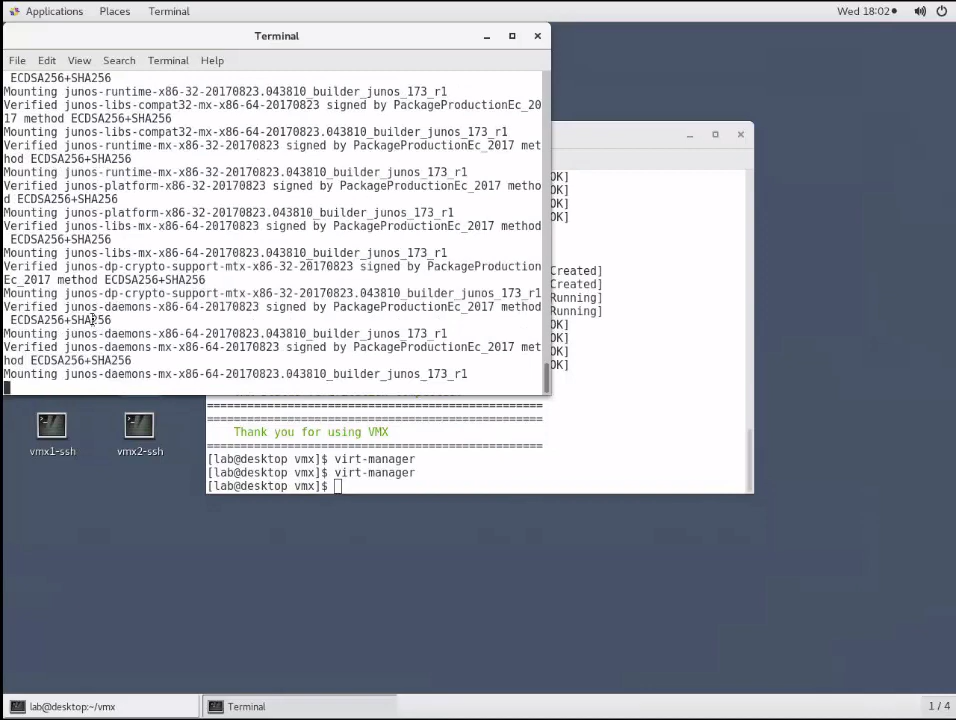 Applications Places Terminal Wed 18:02
Terminal
File Edit View Search Terminal Help
ECDSA256+SHA256
Mounting junos-runtime-x86-32-20170823.043810_builder_junos_173_r1
Verified junos-libs-compat32-mx-x86-64-20170823 signed by PackageProductionEc_20
17 method ECDSA256+SHA256
Mounting junos-libs-compat32-mx-x86-64-20170823.043810_builder_junos_173_r1
Verified junos-runtime-mx-x86-32-20170823 signed by PackageProductionEc_2017 met
hod ECDSA256+SHA256
Mounting junos-runtime-mx-x86-32-20170823.043810_builder_junos_173_r1
Verified junos-platform-x86-32-20170823 signed by PackageProductionEc_2017 metho
d ECDSA256+SHA256
Mounting junos-platform-x86-32-20170823.043810_builder_junos_173_r1
Verified junos-libs-mx-x86-64-20170823 signed by PackageProductionEc_2017 method
ECDSA256+SHA256
Mounting junos-libs-mx-x86-64-20170823.043810_builder_junos_173_r1
Verified junos-dp-crypto-support-mtx-x86-32-20170823 signed by PackageProduction
Ec_2017 method ECDSA256+SHA256
Mounting junos-dp-crypto-support-mtx-x86-32-20170823.043810_builder_junos_173_r1
Verified junos-daemons-x86-64-20170823 signed by PackageProductionEc_2017 method
ECDSA256+SHA256
Mounting junos-daemons-x86-64-20170823.043810_builder_junos_173_r1
Verified junos-daemons-mx-x86-64-20170823 signed by PackageProductionEc_2017 met
hod ECDSA256+SHA256
Mounting junos-daemons-mx-x86-64-20170823.043810_builder_junos_173_r1
OK]
OK]
OK]
OK]
Created]
Created]
Running]
Running]
OK]
OK]
OK]
OK]
==================================================
==================================================
Thank you for using VMX
==================================================
[lab@desktop vmx]$ virt-manager
[lab@desktop vmx]$ virt-manager
[lab@desktop vmx]$
vmx1-ssh
vmx2-ssh
lab@desktop:~/vmx
Terminal
1 / 4